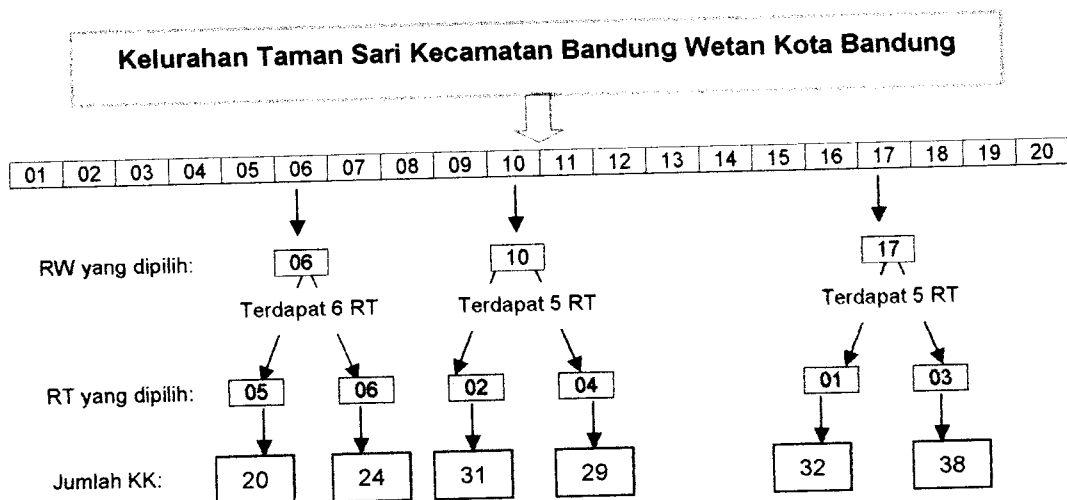 Kelurahan Taman Sari Kecamatan Bandung Wetan Kota Bandung
01 02 03 04 05 06 07 08 09 10 11 12 13 14 15 16 17 18 19 20
RW yang dipilih: 06 10 17
Terdapat 6 RT Terdapat 5 RT Terdapat 5 RT
RT yang dipilih: 05 06 02 04 01 03
Jumlah KK: 20 24 31 29 32 38